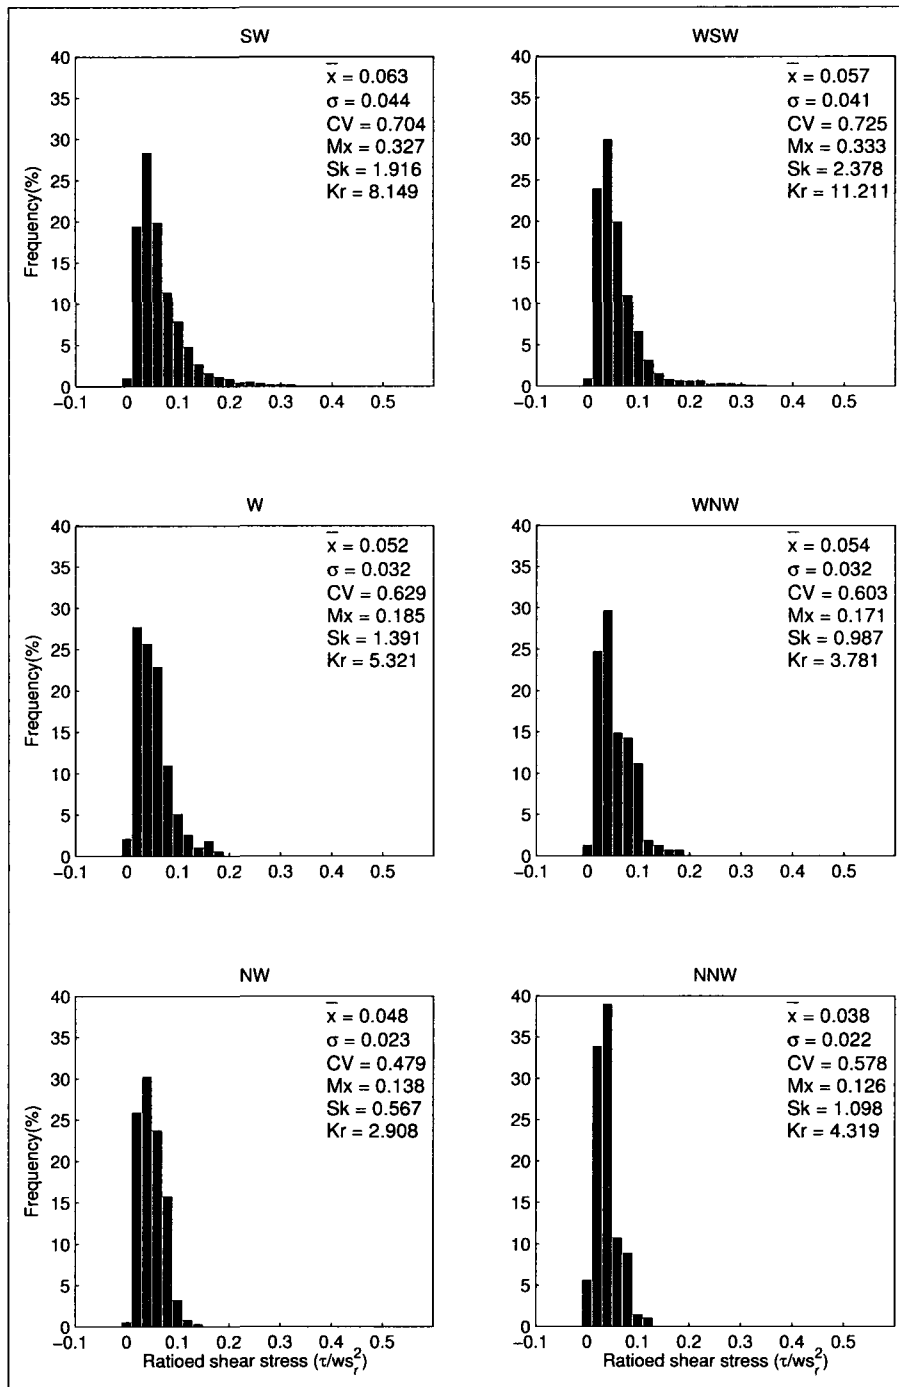 SW
40
35
30
25
20
15
10
5
0
Frequency(%)
x̄ = 0.063
σ = 0.044
CV = 0.704
Mx = 0.327
Sk = 1.916
Kr = 8.149
−0.1 0 0.1 0.2 0.3 0.4 0.5
WSW
40
35
30
25
20
15
10
5
0
x̄ = 0.057
σ = 0.041
CV = 0.725
Mx = 0.333
Sk = 2.378
Kr = 11.211
−0.1 0 0.1 0.2 0.3 0.4 0.5
W
40
35
30
25
20
15
10
5
0
Frequency(%)
x̄ = 0.052
σ = 0.032
CV = 0.629
Mx = 0.185
Sk = 1.391
Kr = 5.321
−0.1 0 0.1 0.2 0.3 0.4 0.5
WNW
40
35
30
25
20
15
10
5
0
x̄ = 0.054
σ = 0.032
CV = 0.603
Mx = 0.171
Sk = 0.987
Kr = 3.781
−0.1 0 0.1 0.2 0.3 0.4 0.5
NW
40
35
30
25
20
15
10
5
0
Frequency(%)
x̄ = 0.048
σ = 0.023
CV = 0.479
Mx = 0.138
Sk = 0.567
Kr = 2.908
−0.1 0 0.1 0.2 0.3 0.4 0.5
Ratioed shear stress (τ/ws_r^2)
NNW
40
35
30
25
20
15
10
5
0
x̄ = 0.038
σ = 0.022
CV = 0.578
Mx = 0.126
Sk = 1.098
Kr = 4.319
−0.1 0 0.1 0.2 0.3 0.4 0.5
Ratioed shear stress (τ/ws_r^2)